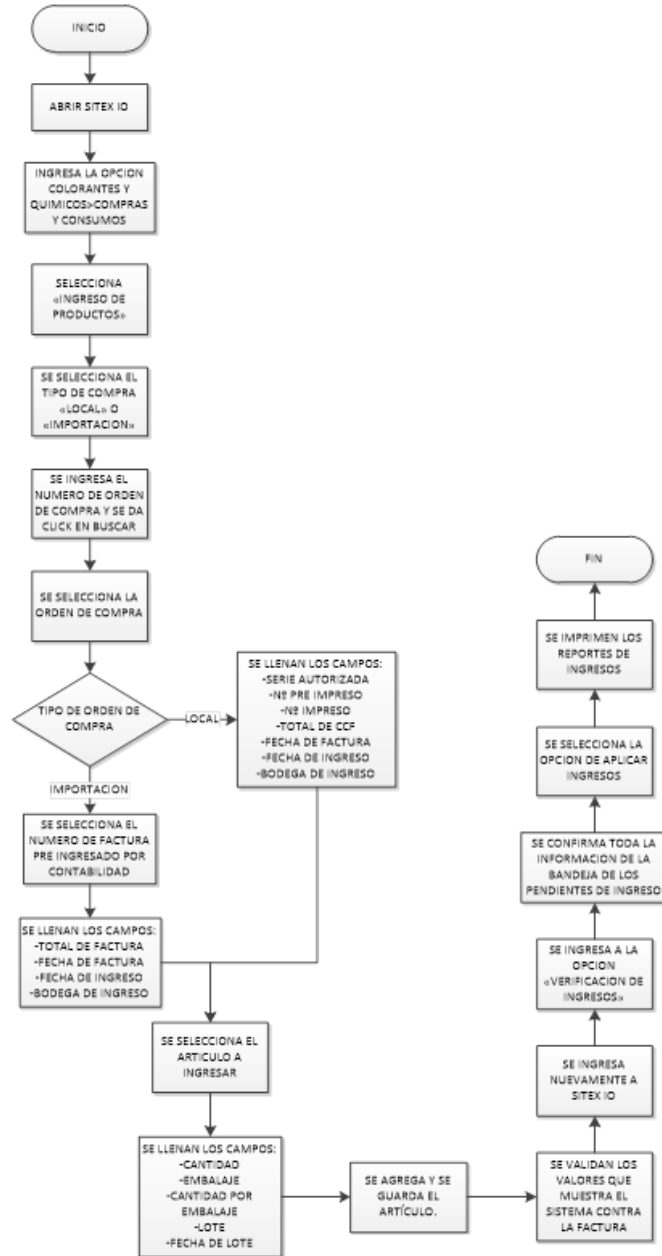 INICIO
ABRIR SITEX IO
INGRESA LA OPCION
COLORANTES Y
QUIMICOS>COMPRAS
Y CONSUMOS
SELECCIONA
«INGRESO DE
PRODUCTOS»
SE SELECCIONA EL
TIPO DE COMPRA
«LOCAL» O
«IMPORTACION»
SE INGRESA EL
NUMERO DE ORDEN
DE COMPRA Y SE DA
CLICK EN BUSCAR
SE SELECCIONA LA
ORDEN DE COMPRA
TIPO DE ORDEN DE
COMPRA
LOCAL
SE LLENAN LOS CAMPOS:
-SERIE AUTORIZADA
-Nº PRE IMPRESO
-Nº IMPRESO
-TOTAL DE CCF
-FECHA DE FACTURA
-FECHA DE INGRESO
-BODEGA DE INGRESO
IMPORTACION
SE SELECCIONA EL
NUMERO DE FACTURA
PRE INGRESADO POR
CONTABILIDAD
SE LLENAN LOS CAMPOS:
-TOTAL DE FACTURA
-FECHA DE FACTURA
-FECHA DE INGRESO
-BODEGA DE INGRESO
SE SELECCIONA EL
ARTICULO A
INGRESAR
SE LLENAN LOS CAMPOS:
-CANTIDAD
-EMBALAJE
-CANTIDAD POR
EMBALAJE
-LOTE
-FECHA DE LOTE
SE AGREGA Y SE
GUARDA EL
ARTÍCULO.
SE VALIDAN LOS
VALORES QUE
MUESTRA EL
SISTEMA CONTRA
LA FACTURA
SE INGRESA
NUEVAMENTE A
SITEX IO
SE INGRESA A LA
OPCION
«VERIFICACION DE
INGRESOS»
SE CONFIRMA TODA LA
INFORMACION DE LA
BANDEJA DE LOS
PENDIENTES DE INGRESO
SE SELECCIONA LA
OPCION DE APLICAR
INGRESOS
SE IMPRIMEN LOS
REPORTES DE
INGRESOS
FIN